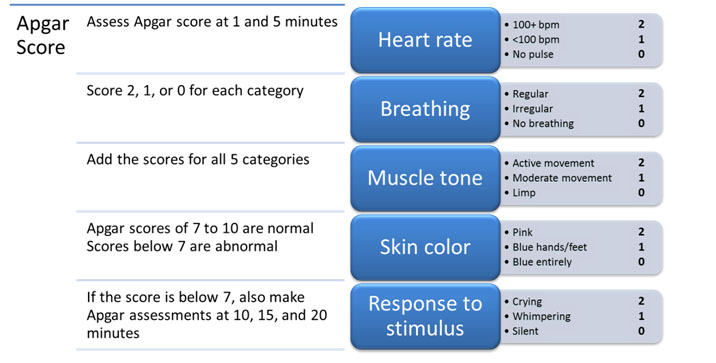 Apgar
Score
Assess Apgar score at 1 and 5 minutes
Score 2, 1, or 0 for each category
Add the scores for all 5 categories
Apgar scores of 7 to 10 are normal
Scores below 7 are abnormal
If the score is below 7, also make
Apgar assessments at 10, 15, and 20
minutes
Heart rate
• 100+ bpm 2
• <100 bpm 1
• No pulse 0
Breathing
• Regular 2
• Irregular 1
• No breathing 0
Muscle tone
• Active movement 2
• Moderate movement 1
• Limp 0
Skin color
• Pink 2
• Blue hands/feet 1
• Blue entirely 0
Response to
stimulus
• Crying 2
• Whimpering 1
• Silent 0